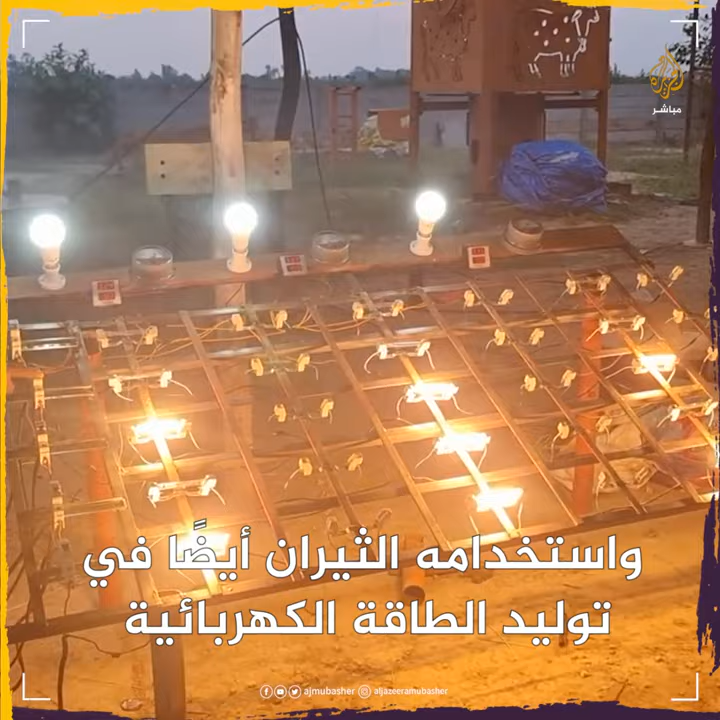 مباشر
واستخدامه الثيران أيضًا في
توليد الطاقة الكهربائية
ajmubasher aljazeeramubasher